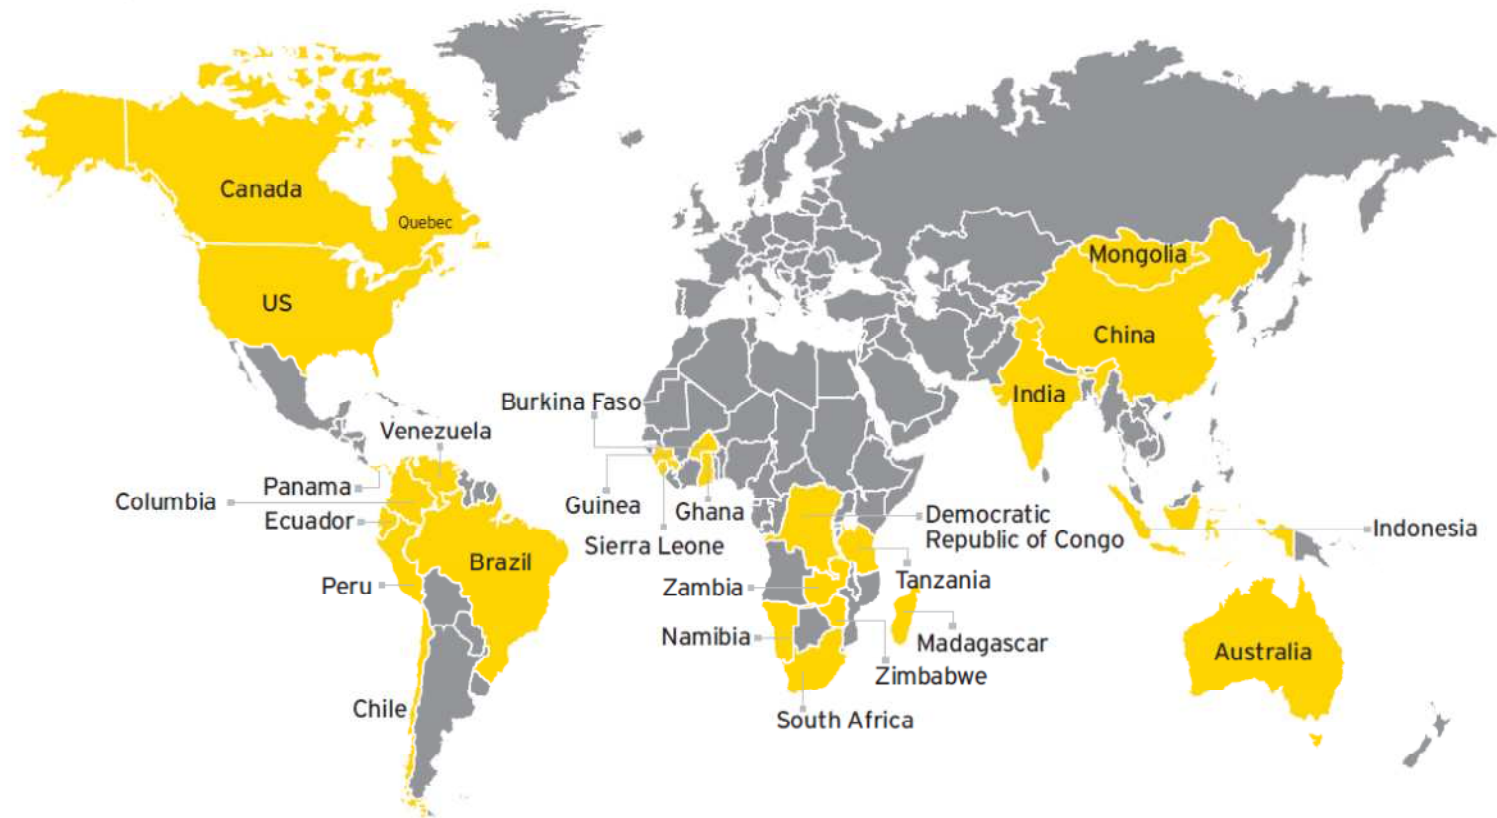 Canada
Quebec
US
Mongolia
China
India
Burkina Faso
Venezuela
Panama
Columbia
Ecuador
Guinea
Ghana
Sierra Leone
Democratic
Republic of Congo
Indonesia
Brazil
Peru
Zambia
Tanzania
Namibia
Madagascar
Zimbabwe
Australia
Chile
South Africa